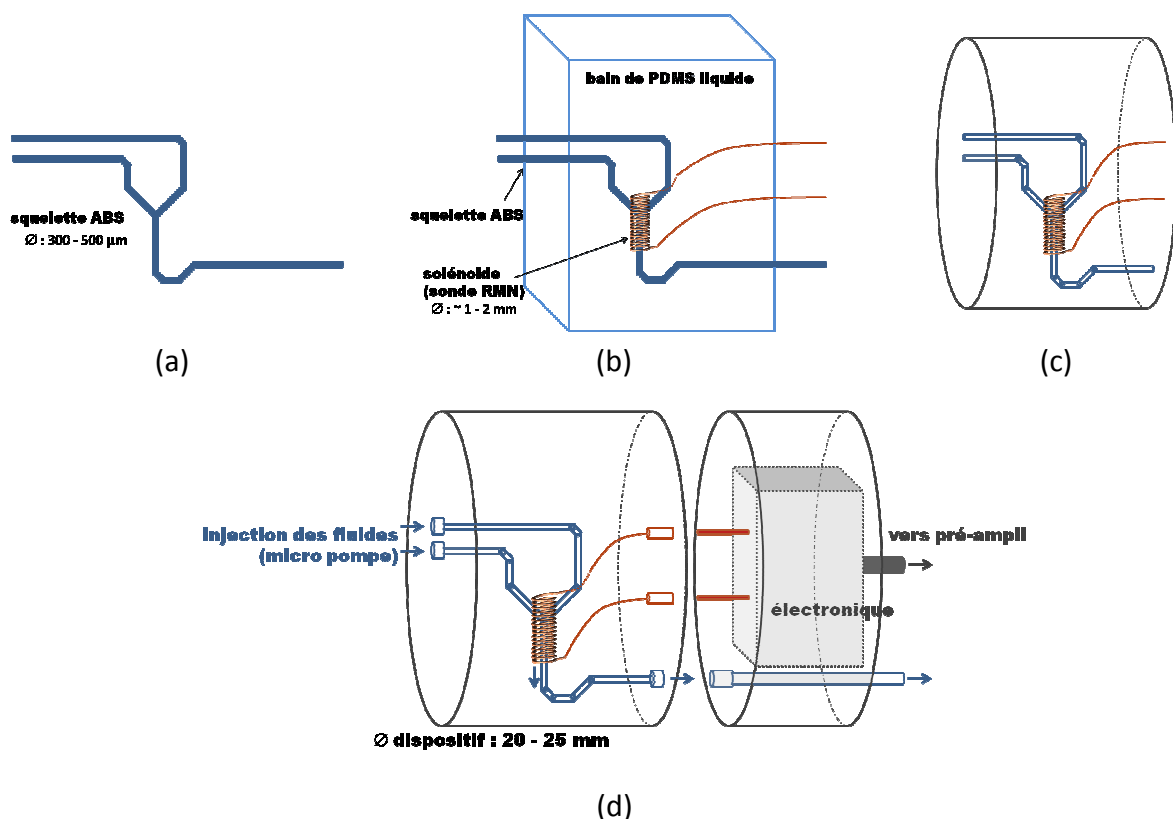 squelette ABS
Ø : 300 - 500 µm
(a)
bain de PDMS liquide
squelette ABS
solénoïde
(sonde RMN)
Ø : ~ 1 - 2 mm
(b)
(c)
Injection des fluides
(micro pompe)
vers pré-ampli
électronique
Ø dispositif : 20 - 25 mm
(d)